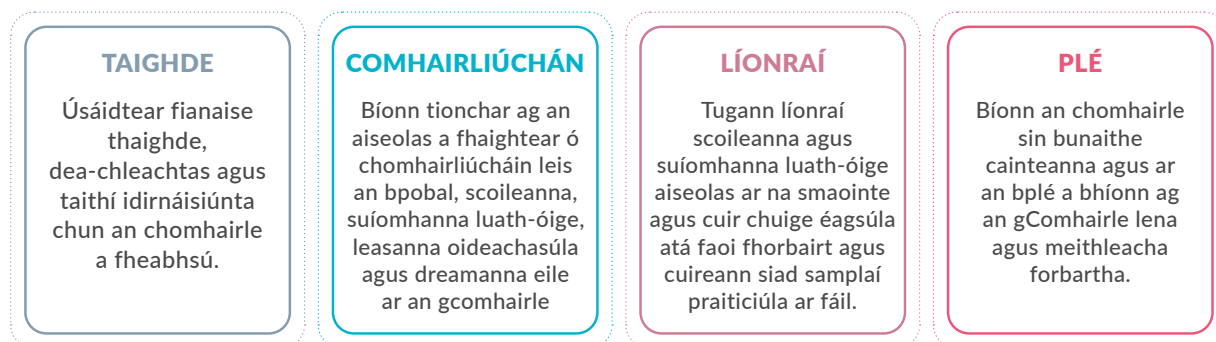 TAIGHDE
Úsáidtear fianaise
thaighde,
dea-chleachtas agus
taithí idirnáisiúnta
chun an chomhairle
a fheabhsú.
COMHAIRLIÚCHÁN
Bíonn tionchar ag an
aiseolas a fhaightear ó
chomhairliúcháin leis
an bpobal, scoileanna,
suíomhanna luath-óige,
leasanna oideachasúla
agus dreamanna eile
ar an gcomhairle
LÍONRAÍ
Tugann líonraí
scoileanna agus
suíomhanna luath-óige
aiseolas ar na smaointe
agus cuir chuige éagsúla
atá faoi fhorbairt agus
cuireann siad samplaí
praiticiúla ar fáil.
PLÉ
Bíonn an chomhairle
sin bunaithe
cainteanna agus ar
an bplé a bhíonn ag
an gComhairle lena
agus meithleacha
forbartha.